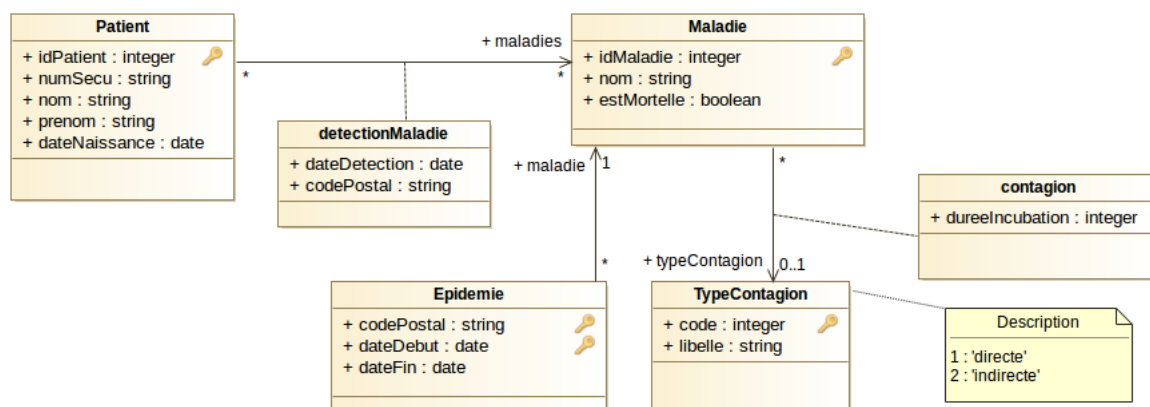 Patient
+ idPatient : integer
+ numSecu : string
+ nom : string
+ prenom : string
+ dateNaissance : date
+ maladies
*
*
Maladie
+ idMaladie : integer
+ nom : string
+ estMortelle : boolean
detectionMaladie
+ dateDetection : date
+ codePostal : string
+ maladie
1
*
*
contagion
+ dureeIncubation : integer
+ typeContagion
0..1
Epidemie
+ codePostal : string
+ dateDebut : date
+ dateFin : date
TypeContagion
+ code : integer
+ libelle : string
Description
1 : 'directe'
2 : 'indirecte'